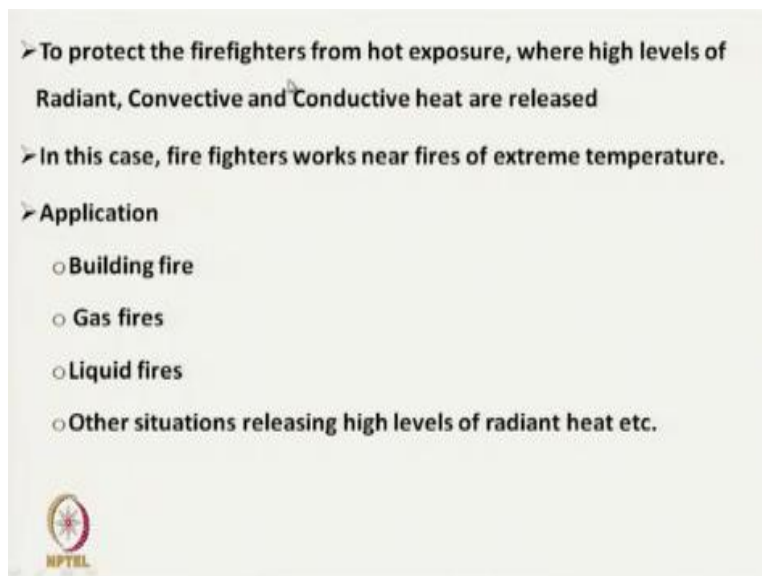 ➢To protect the firefighters from hot exposure, where high levels of
Radiant, Convective and Conductive heat are released
➢In this case, fire fighters works near fires of extreme temperature.
➢Application
o Building fire
o Gas fires
o Liquid fires
o Other situations releasing high levels of radiant heat etc.
NPTEL